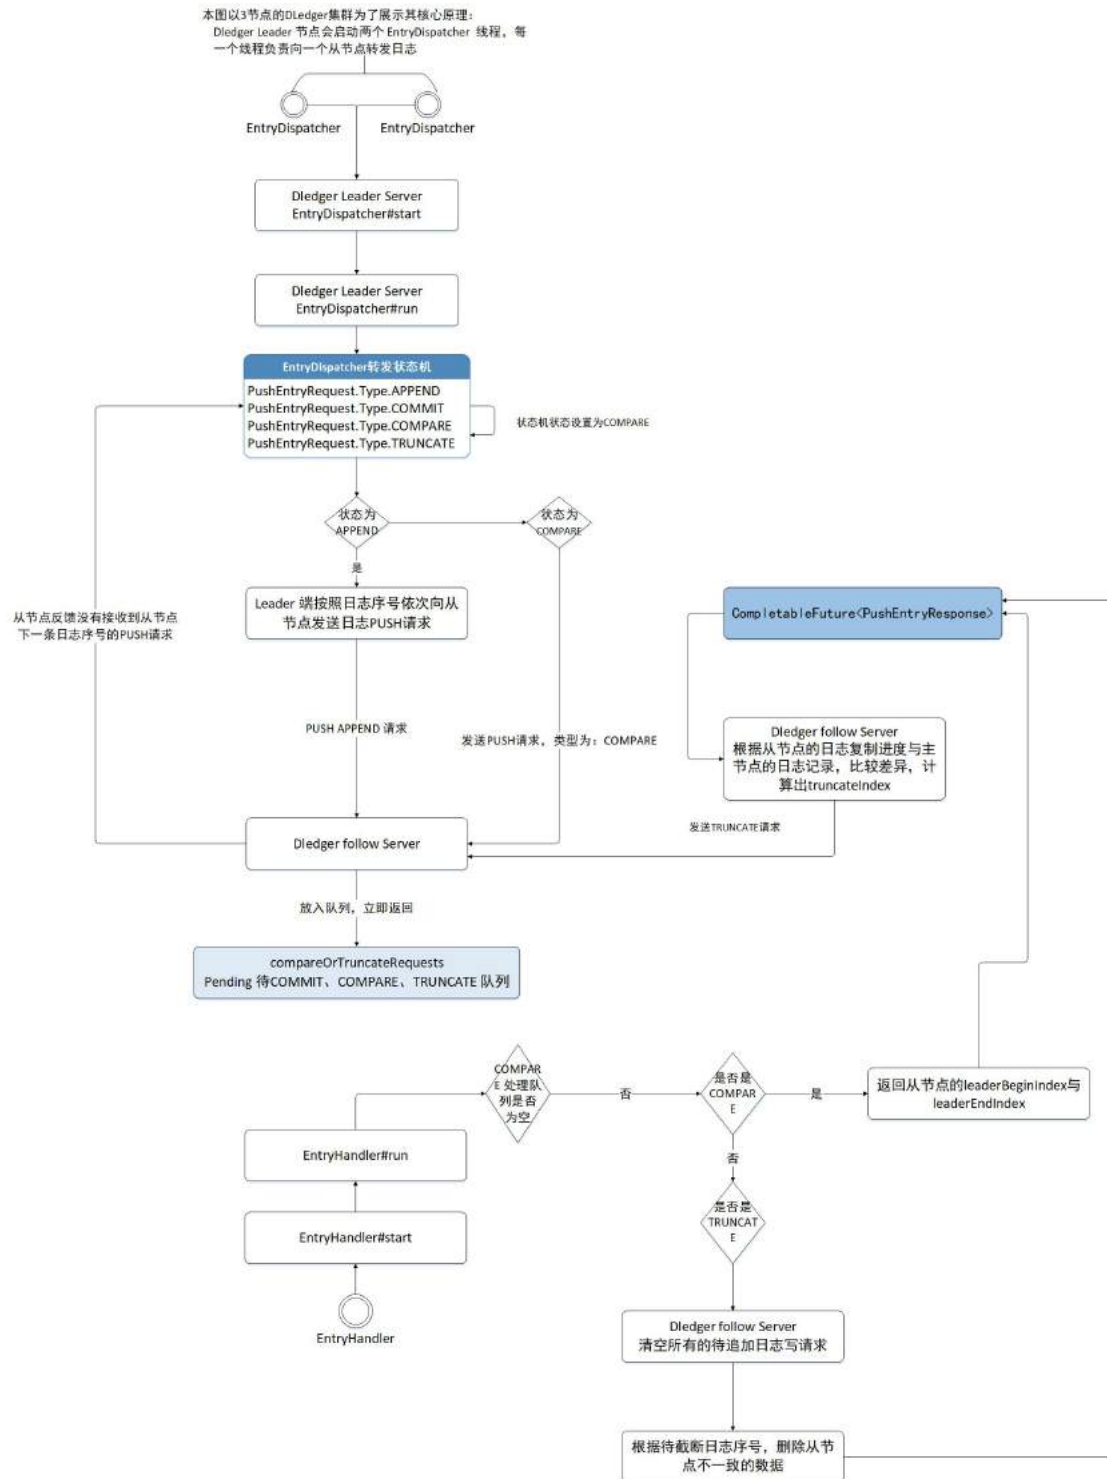 本图以3节点的DLedger集群为了展示其核心原理：
Dledger Leader 节点会启动两个 EntryDispatcher 线程，每
一个线程负责向一个从节点转发日志
EntryDispatcher
EntryDispatcher
Dledger Leader Server
EntryDispatcher#start
Dledger Leader Server
EntryDispatcher#run
EntryDispatcher转发状态机
PushEntryRequest.Type.APPEND
PushEntryRequest.Type.COMMIT
PushEntryRequest.Type.COMPARE
PushEntryRequest.Type.TRUNCATE
状态机状态设置为COMPARE
状态为
APPEND
状态为
COMPARE
是
Leader 端按照日志序号依次向从
节点发送日志PUSH请求
从节点反馈没有接收到从节点
下一条日志序号的PUSH请求
CompletableFuture<PushEntryResponse>
PUSH APPEND 请求
发送PUSH请求，类型为：COMPARE
Dledger follow Server
根据从节点的日志复制进度与主
节点的日志记录，比较差异，计
算出truncateIndex
发送TRUNCATE请求
Dledger follow Server
放入队列，立即返回
compareOrTruncateRequests
Pending 待COMMIT、COMPARE、TRUNCATE 队列
COMPAR
E 处理队
列是否
为空
否
是否是
COMPAR
E
是
返回从节点的leaderBeginIndex与
leaderEndIndex
EntryHandler#run
否
是否是
TRUNCAT
E
EntryHandler#start
EntryHandler
Dledger follow Server
清空所有的待追加日志写请求
根据待截断日志序号，删除从节
点不一致的数据